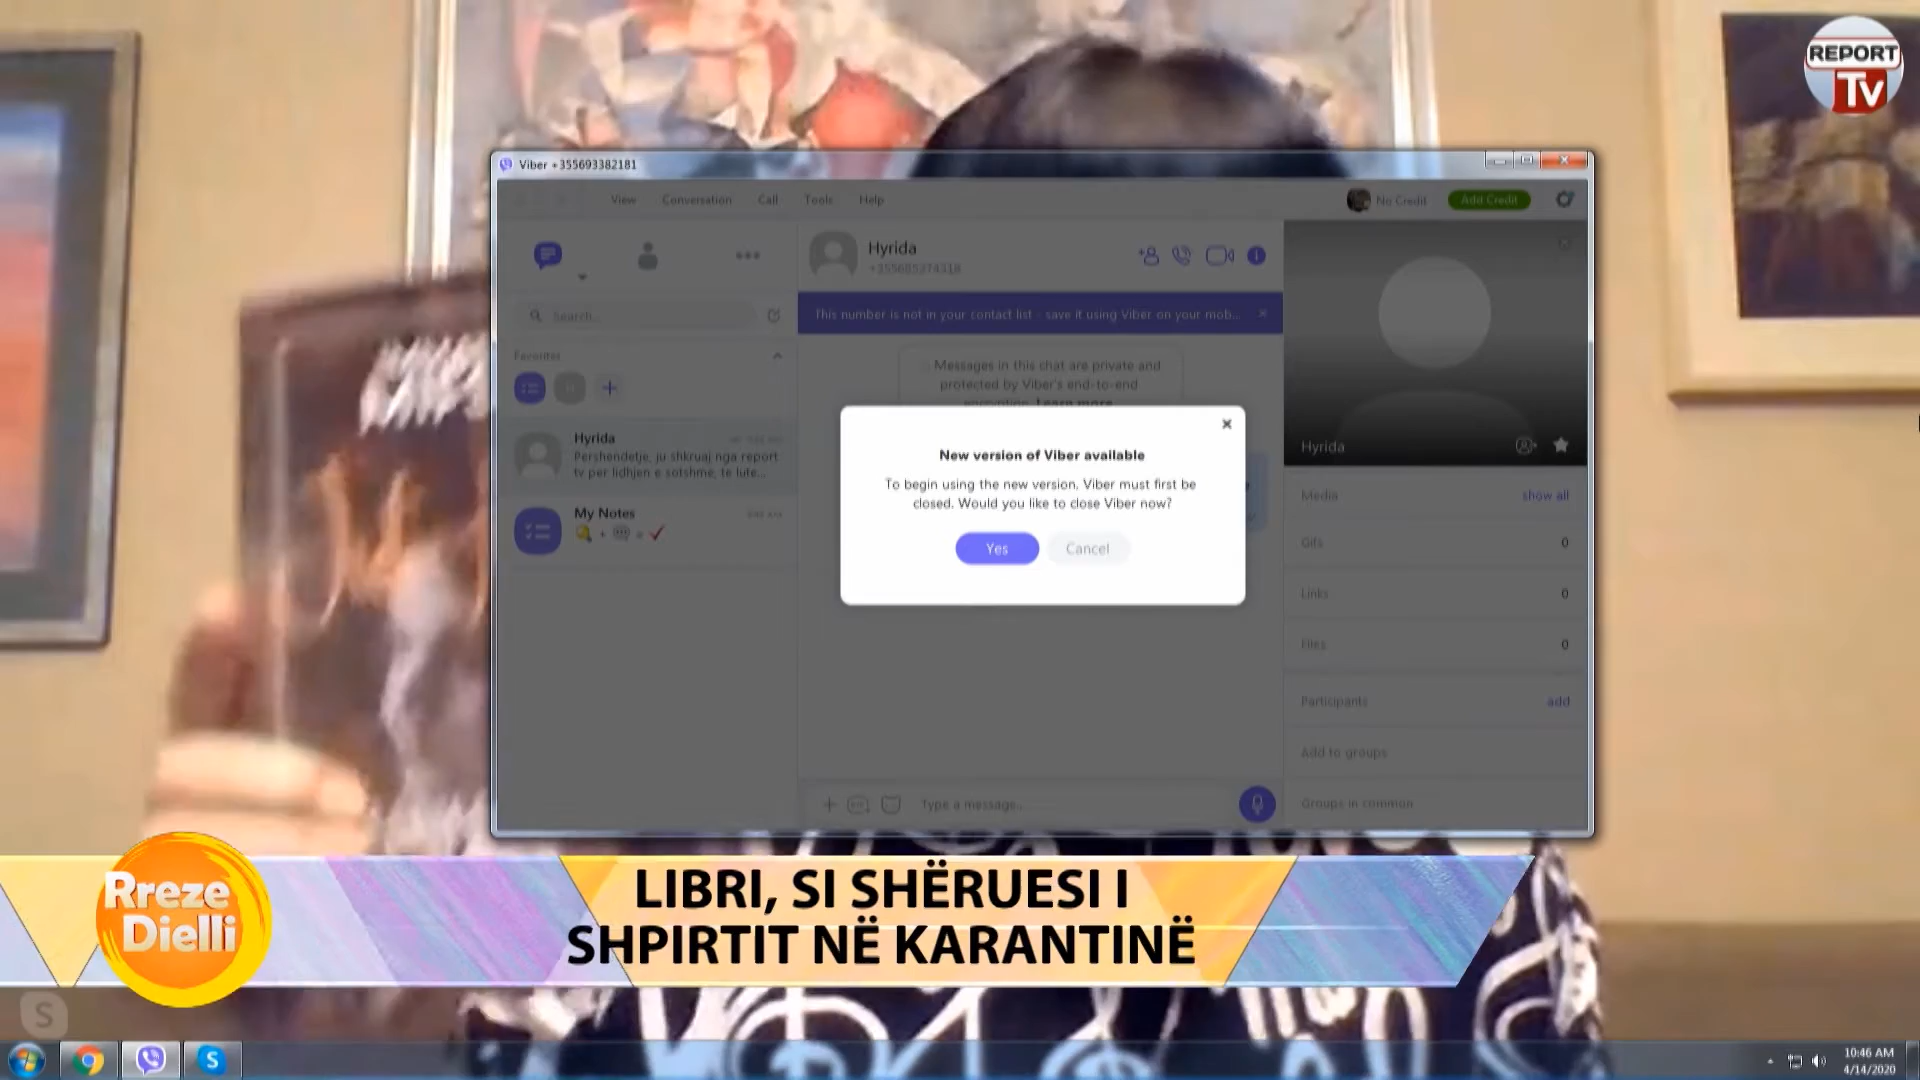 REPORT
Tv
Viber +355693382181
View Conversation Call Tools Help
No Credit
Add Credit
Hyrida
+355685274318
Search...
This number is not in your contact list - save it using Viber on your mob...
Favorites
Messages in this chat are private and
protected by Viber's end-to-end
encryption. Learn more
Hyrida
Pershendetje, ju shkruaj nga report
tv per lidhjen e sotshme, te lute...
My Notes
New version of Viber available
To begin using the new version, Viber must first be
closed. Would you like to close Viber now?
Yes
Cancel
Hyrida
Media show all
Gifs 0
Links 0
Files 0
Participants add
Add to groups
Groups in common
Type a message...
Rreze
Dielli
LIBRI, SI SHËRUESI I
SHPIRTIT NË KARANTINË
S
S
10:46 AM
4/14/2020